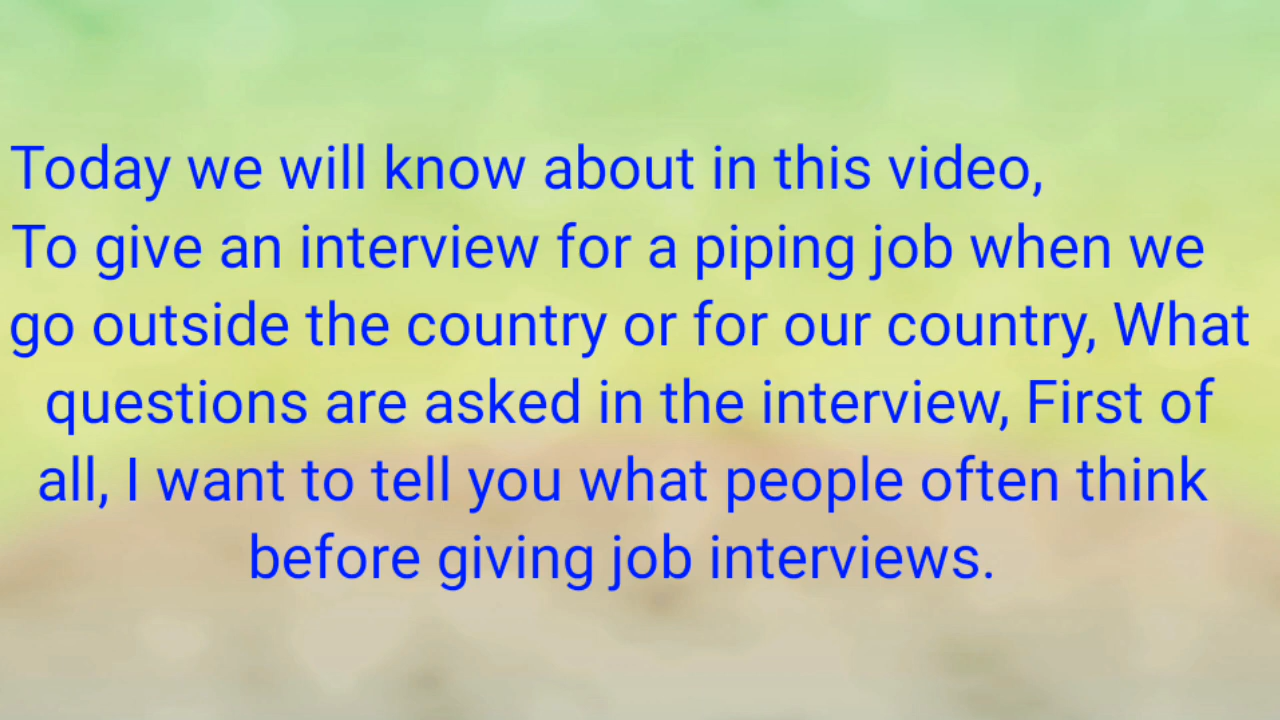 Today we will know about in this video,
To give an interview for a piping job when we
go outside the country or for our country, What
questions are asked in the interview, First of
all, I want to tell you what people often think
before giving job interviews.